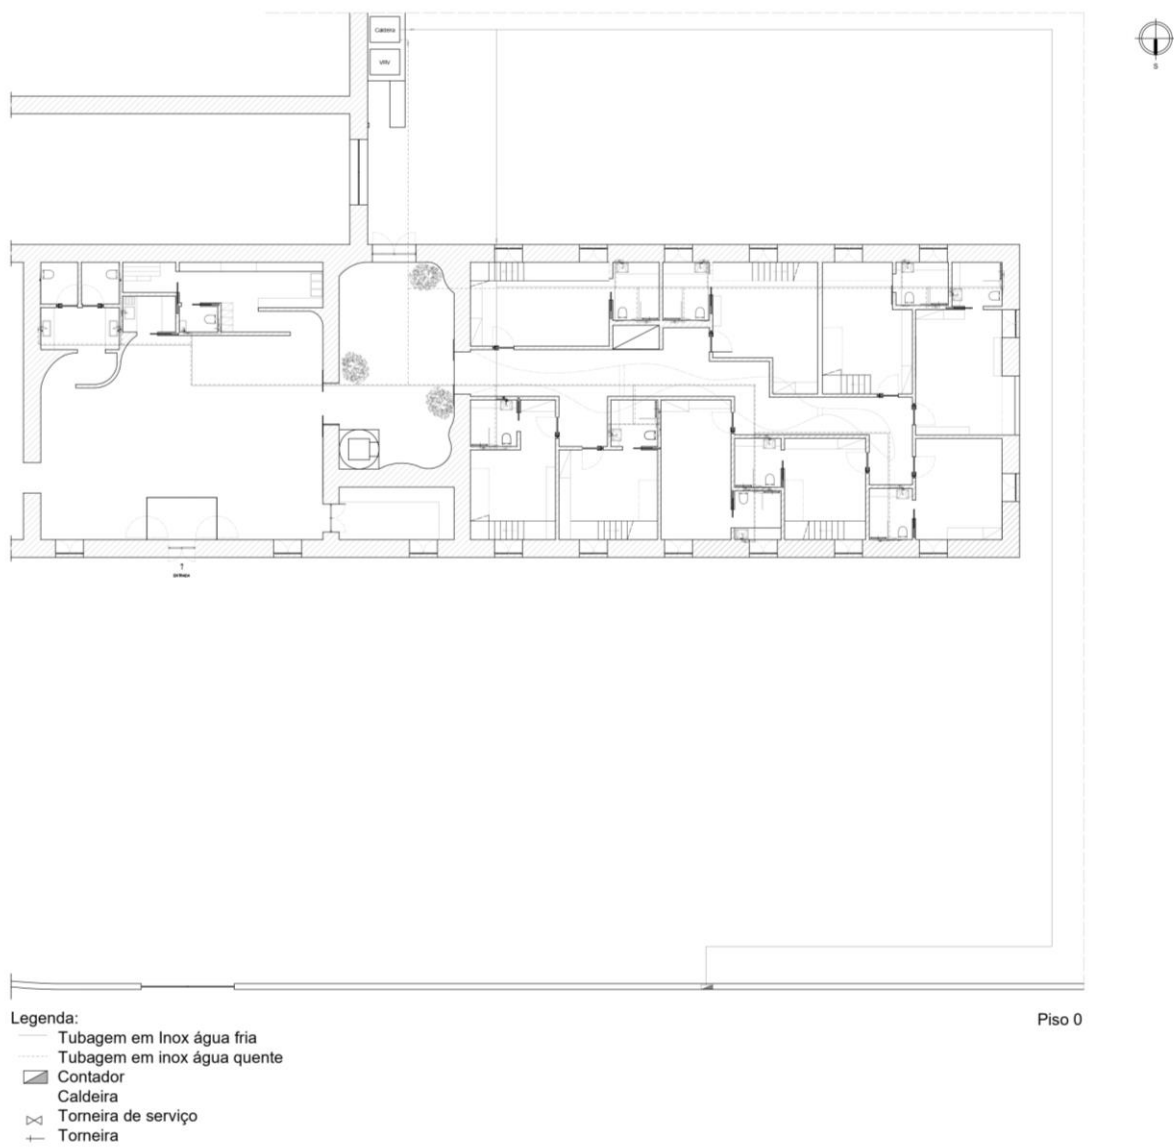 Caldeira
VRV
S
ENTRADA
Legenda:
Tubagem em Inox água fria
Tubagem em inox água quente
Contador
Caldeira
Torneira de serviço
Torneira
Piso 0